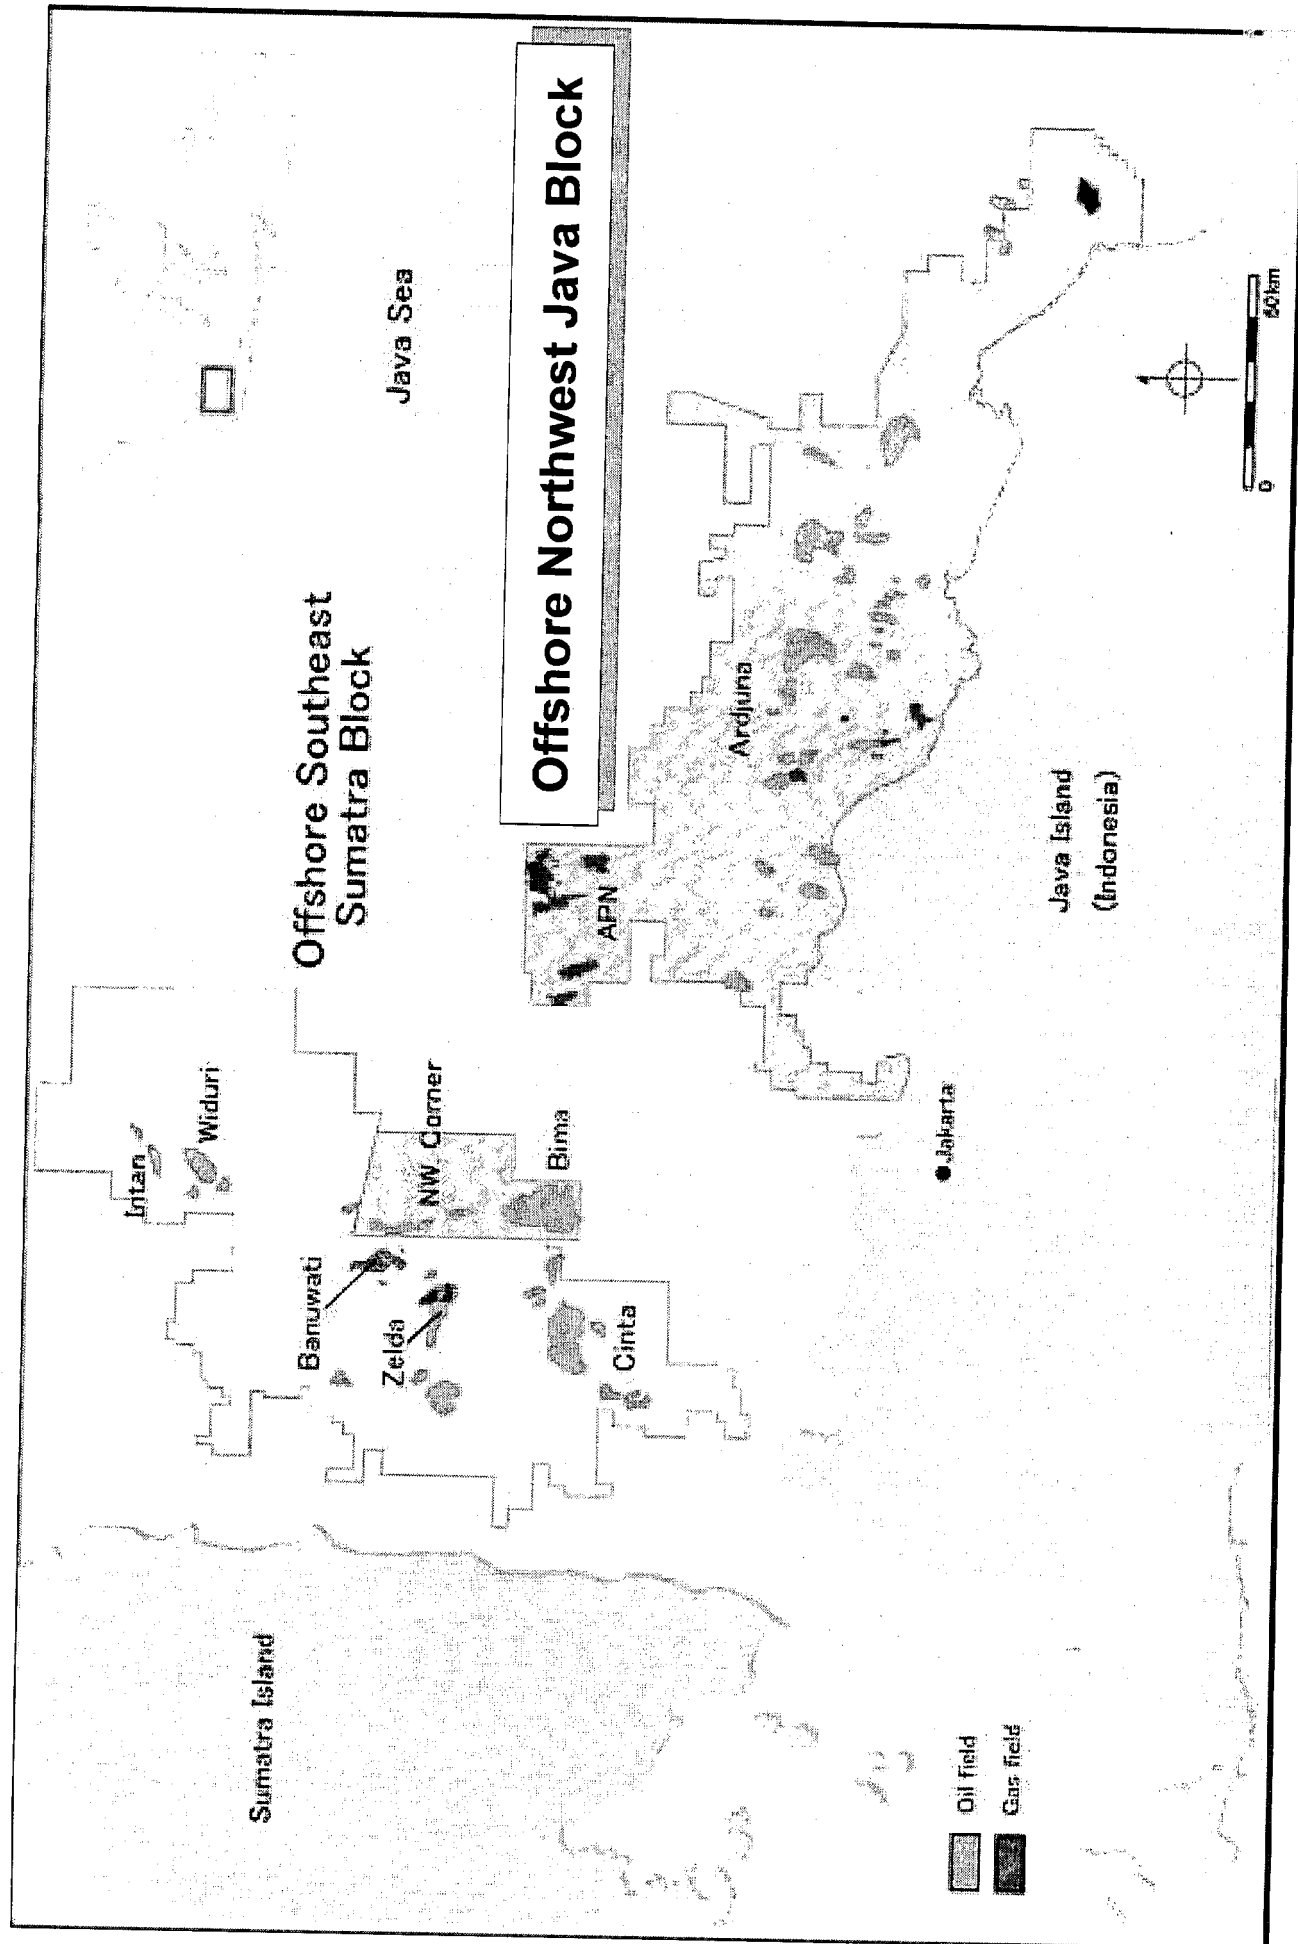 Offshore Southeast
Sumatra Block
Java Sea
Intan
Widuri
Banuwati
Zelda
NW Corner
Bima
Cinta
Offshore Northwest Java Block
APN
Ardjuna
Sumatra Island
Jakarta
Java Island
(Indonesia)
Oil field
Gas field
0
50km